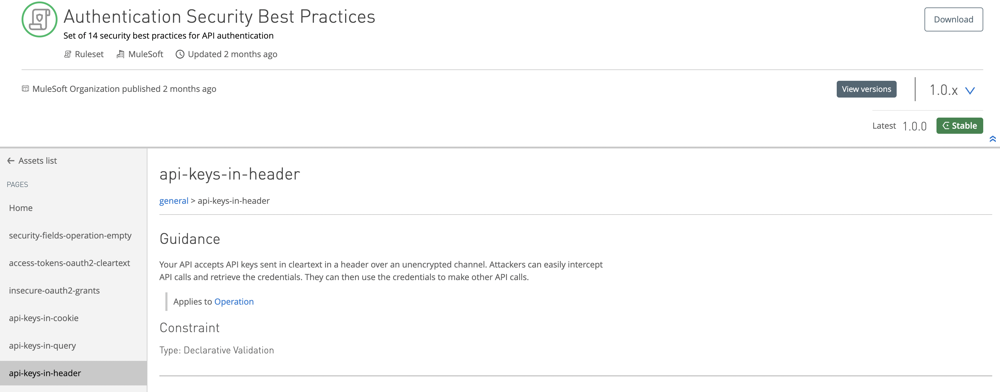 Authentication Security Best Practices
Download
Set of 14 security best practices for API authentication
Ruleset MuleSoft Updated 2 months ago
MuleSoft Organization published 2 months ago
View versions
1.0.x
Latest 1.0.0 Stable
Assets list
PAGES
Home
security-fields-operation-empty
access-tokens-oauth2-cleartext
insecure-oauth2-grants
api-keys-in-cookie
api-keys-in-query
api-keys-in-header
api-keys-in-header
general > api-keys-in-header
Guidance
Your API accepts API keys sent in cleartext in a header over an unencrypted channel. Attackers can easily intercept
API calls and retrieve the credentials. They can then use the credentials to make other API calls.
Applies to Operation
Constraint
Type: Declarative Validation